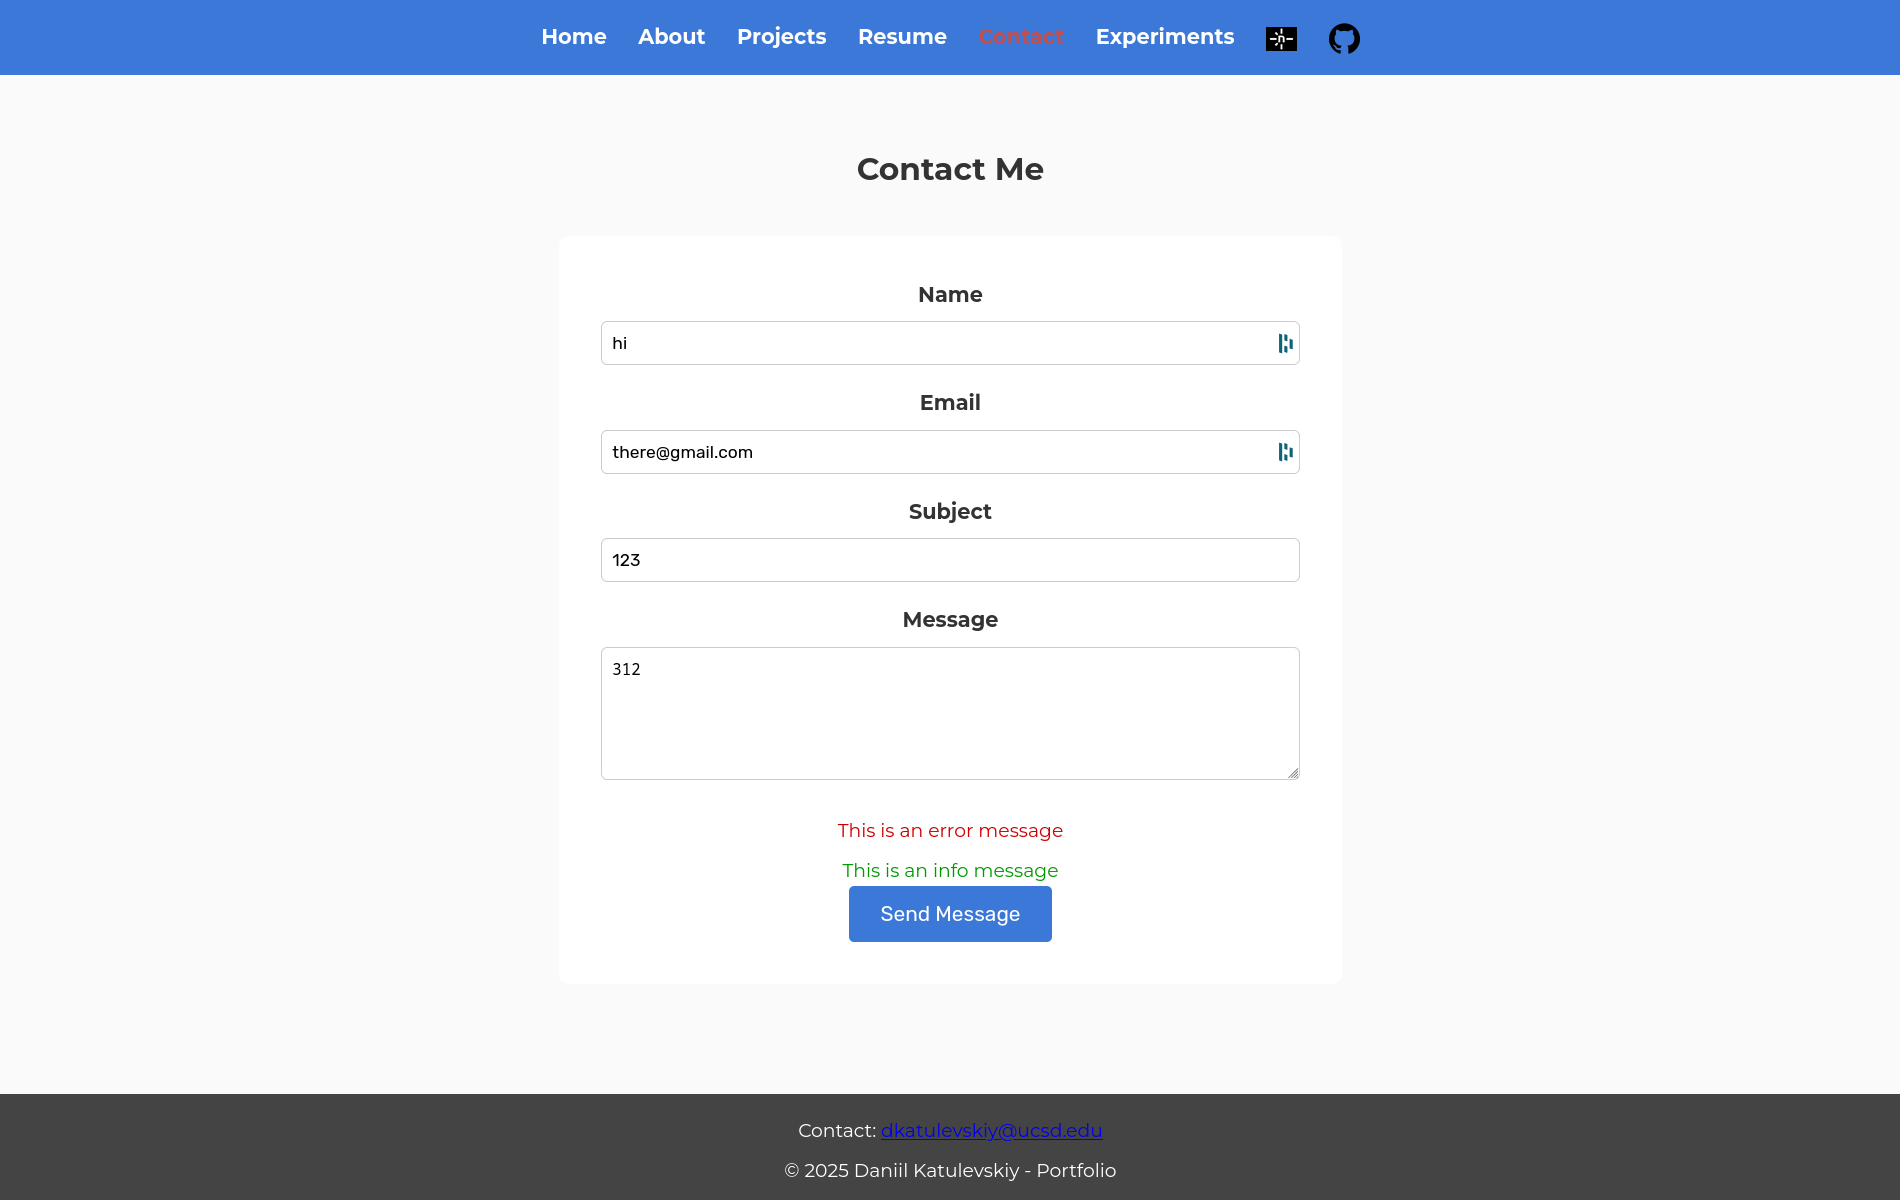 Home About Projects Resume Contact Experiments
Contact Me
Name
hi
Email
there@gmail.com
Subject
123
Message
312
This is an error message
This is an info message
Send Message
Contact: dkatulevskiy@ucsd.edu
© 2025 Daniil Katulevskiy - Portfolio